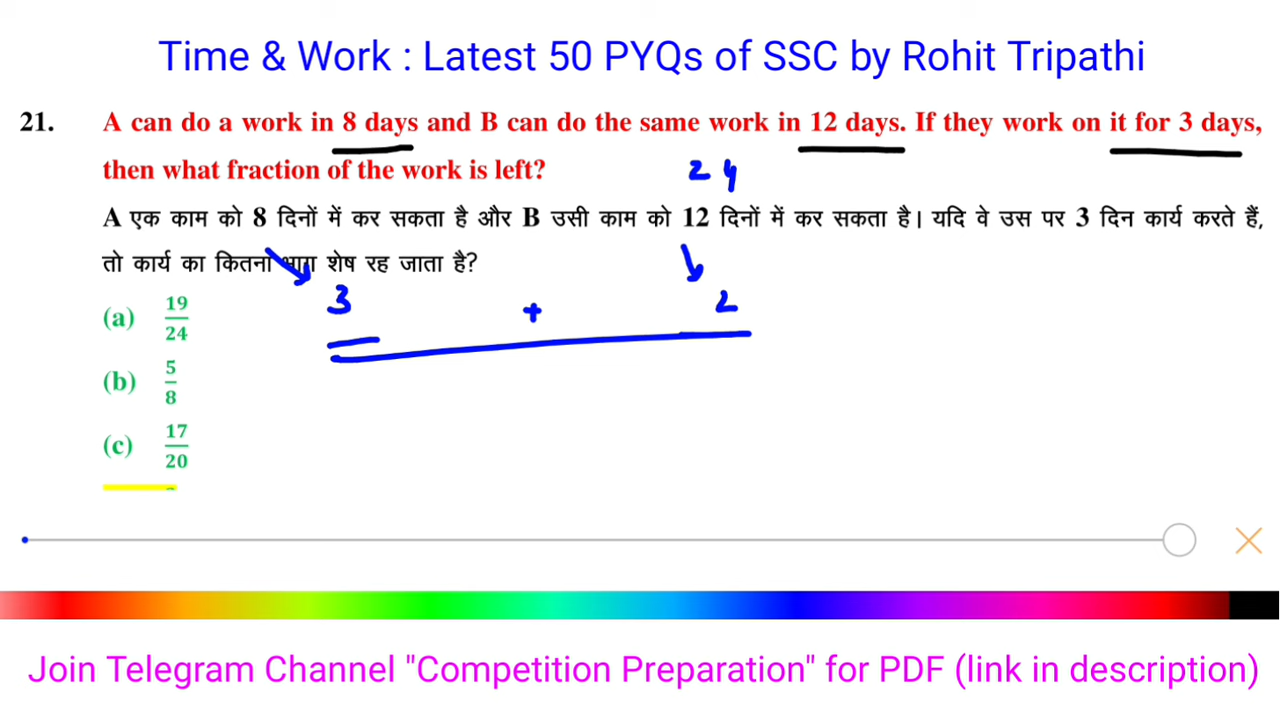 Time & Work : Latest 50 PYQs of SSC by Rohit Tripathi
21. A can do a work in 8 days and B can do the same work in 12 days. If they work on it for 3 days,
then what fraction of the work is left?
24
A एक काम को 8 दिनों में कर सकता है और B उसी काम को 12 दिनों में कर सकता है। यदि वे उस पर 3 दिन कार्य करते हैं,
तो कार्य का कितना भाग शेष रह जाता है?
3 + 2
(a) 19/24
(b) 5/8
(c) 17/20
Join Telegram Channel "Competition Preparation" for PDF (link in description)